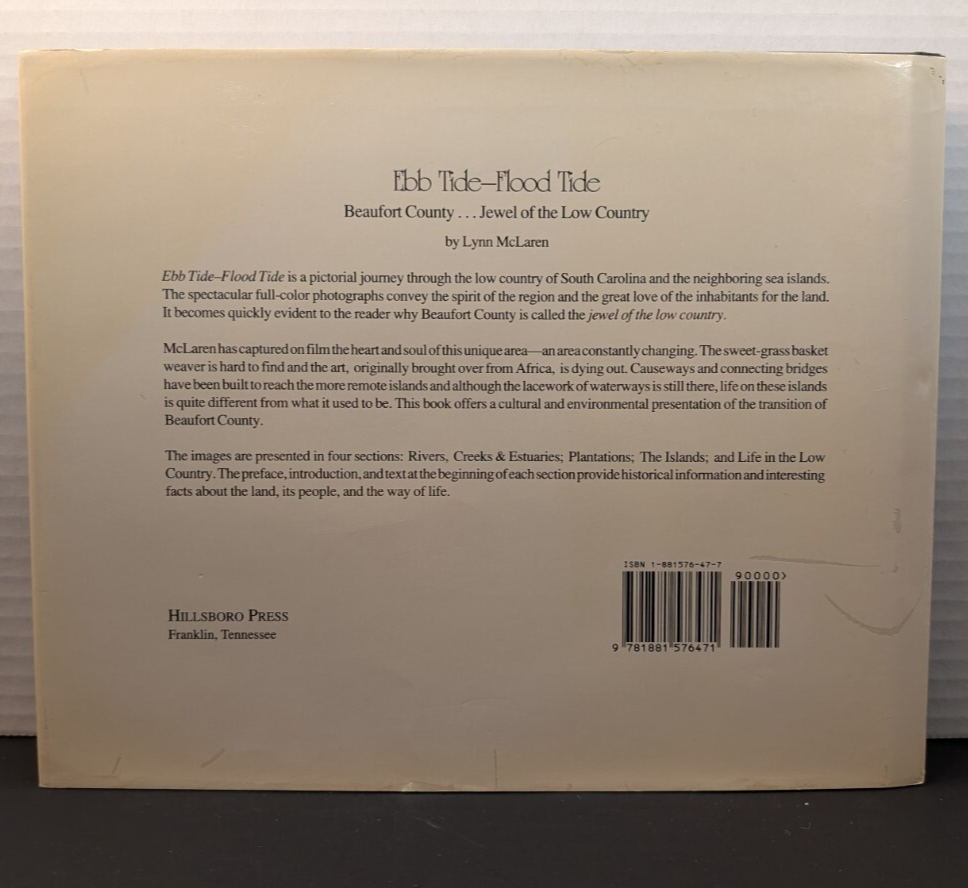 Ebb Tide–Flood Tide
Beaufort County . . . Jewel of the Low Country
by Lynn McLaren
Ebb Tide–Flood Tide is a pictorial journey through the low country of South Carolina and the neighboring sea islands.
The spectacular full-color photographs convey the spirit of the region and the great love of the inhabitants for the land.
It becomes quickly evident to the reader why Beaufort County is called the jewel of the low country.
McLaren has captured on film the heart and soul of this unique area—an area constantly changing. The sweet-grass basket
weaver is hard to find and the art, originally brought over from Africa, is dying out. Causeways and connecting bridges
have been built to reach the more remote islands and although the lacework of waterways is still there, life on these islands
is quite different from what it used to be. This book offers a cultural and environmental presentation of the transition of
Beaufort County.
The images are presented in four sections: Rivers, Creeks & Estuaries; Plantations; The Islands; and Life in the Low
Country. The preface, introduction, and text at the beginning of each section provide historical information and interesting
facts about the land, its people, and the way of life.
ISBN 1-881576-47-7
90000>
9 781881 576471
HILLSBORO PRESS
Franklin, Tennessee